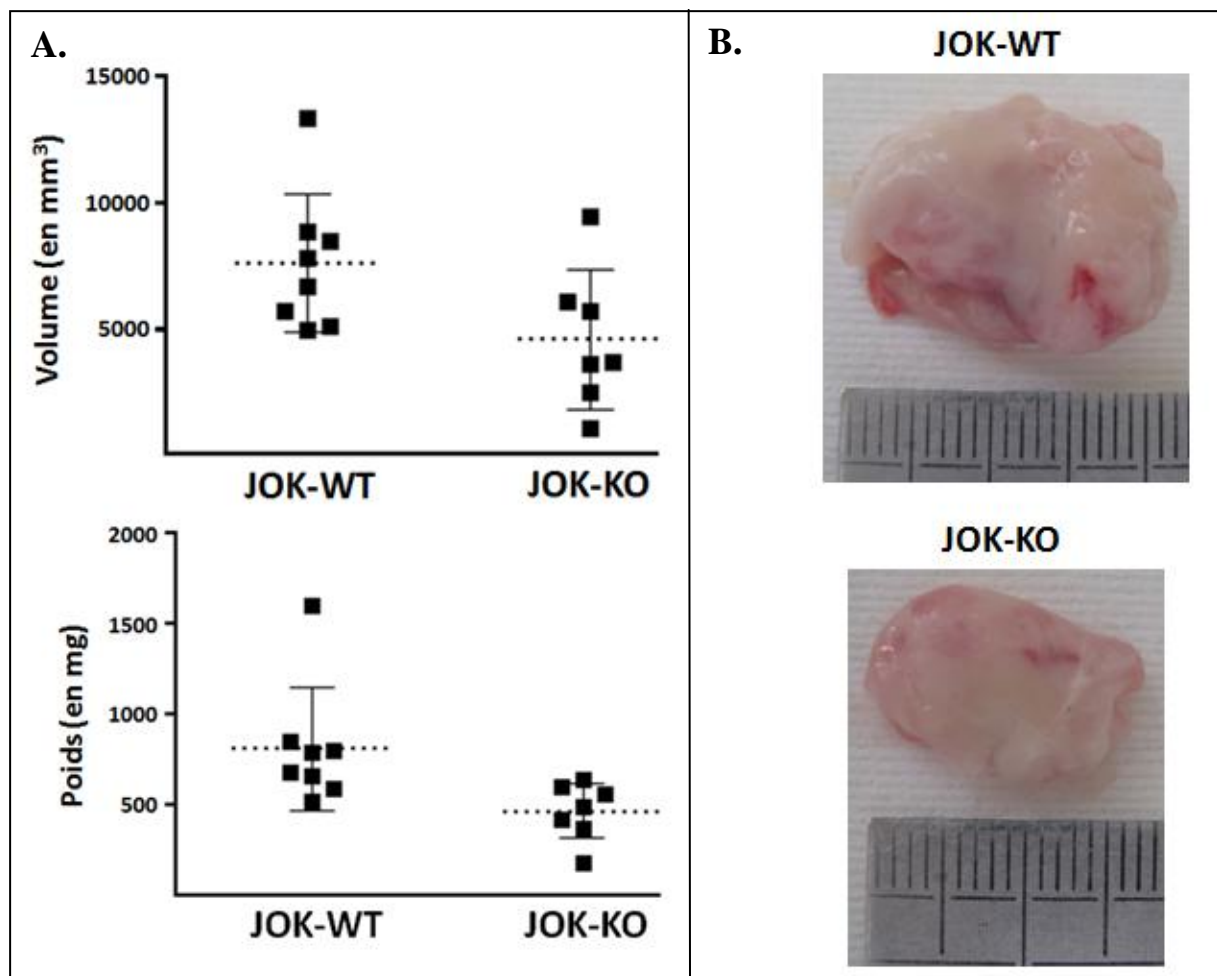 A.
Volume (en mm³)
15000
10000
5000
JOK-WT JOK-KO
Poids (en mg)
2000
1500
1000
500
JOK-WT JOK-KO
B.
JOK-WT
JOK-KO